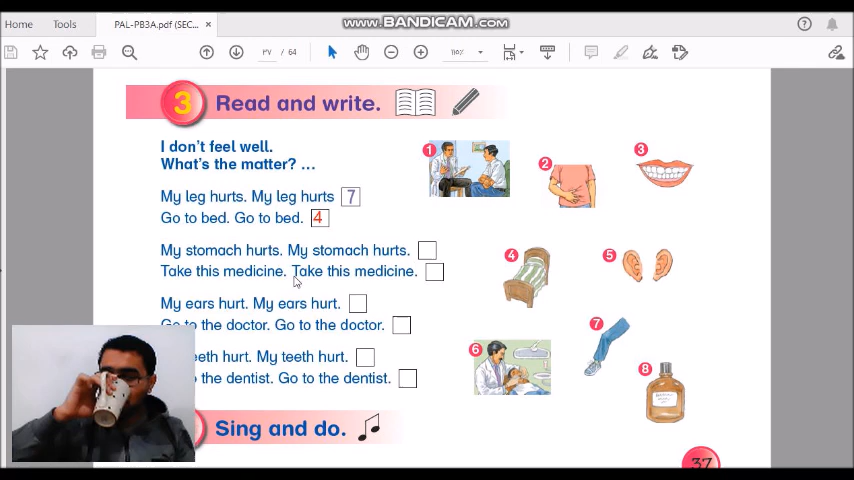 Home Tools PAL-PB3A.pdf (SEC... ×
WWW.BANDICAM.COM
٣٧ / 64
110%
3 Read and write.
I don't feel well.
What's the matter? ...
My leg hurts. My leg hurts 7
Go to bed. Go to bed. 4
My stomach hurts. My stomach hurts.
Take this medicine. Take this medicine.
My ears hurt. My ears hurt.
Go to the doctor. Go to the doctor.
teeth hurt. My teeth hurt.
the dentist. Go to the dentist.
1
2
3
4
5
6
7
8
Sing and do.
37